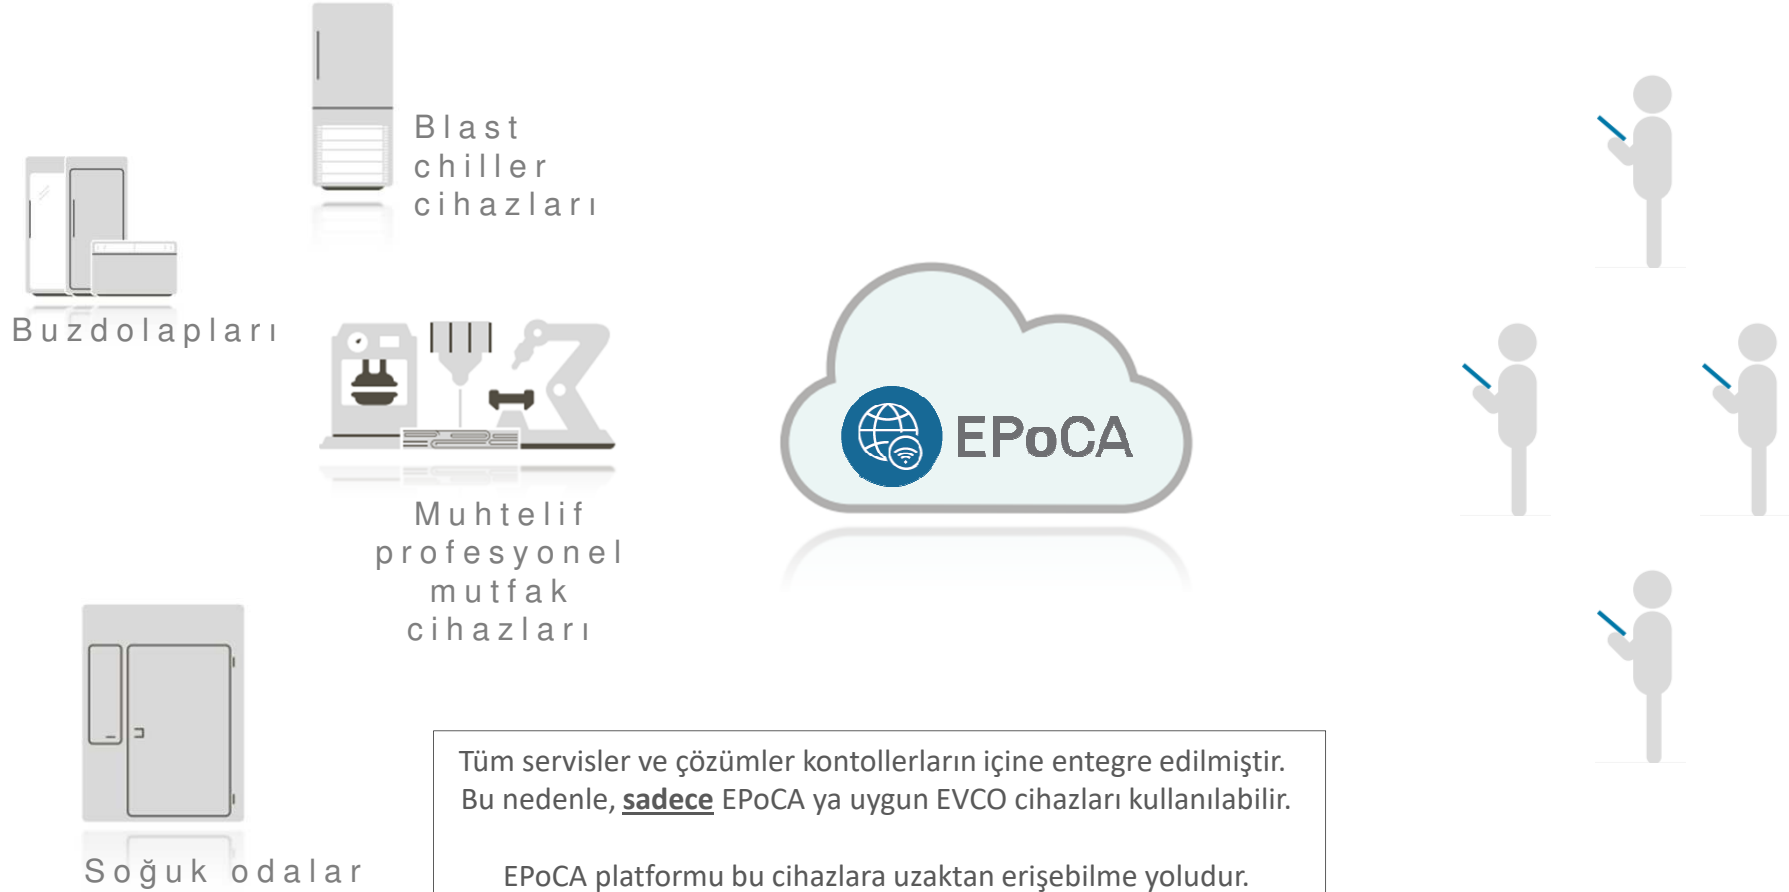 Blast
chiller
cihazları
Buzdolapları
EPoCA
Muhtelif
profesyonel
mutfak
cihazları
Soğuk odalar
Tüm servisler ve çözümler kontollerların içine entegre edilmiştir.
Bu nedenle, sadece EPoCA ya uygun EVCO cihazları kullanılabilir.
EPoCA platformu bu cihazlara uzaktan erişebilme yoludur.